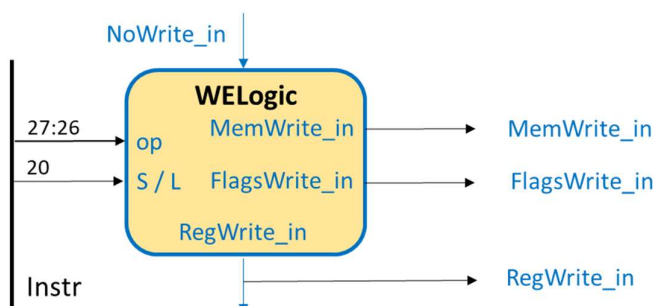 NoWrite_in
WELogic
27:26
op
MemWrite_in
MemWrite_in
20
S / L
FlagsWrite_in
FlagsWrite_in
RegWrite_in
RegWrite_in
Instr